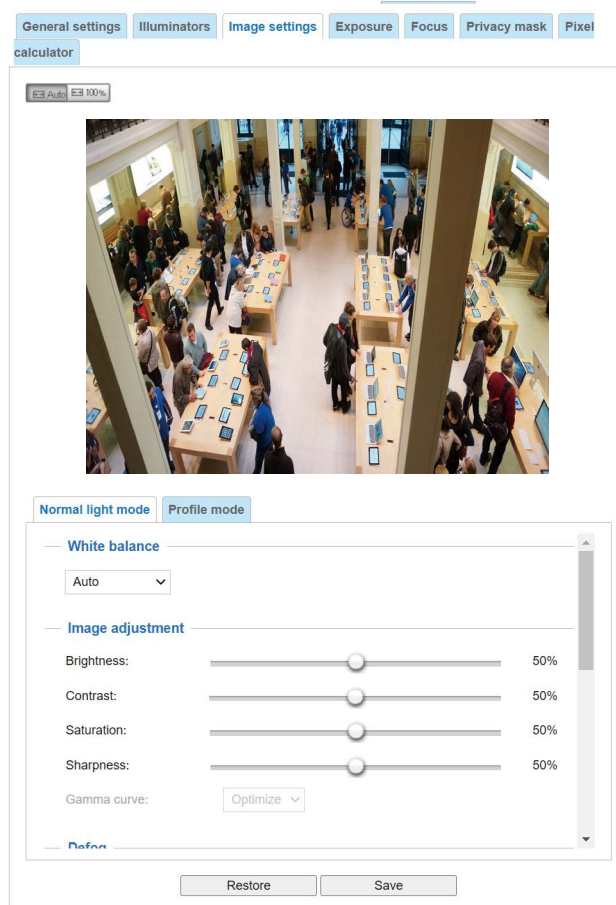 General settings Illuminators Image settings Exposure Focus Privacy mask Pixel
calculator
Auto 100%
Normal light mode Profile mode
White balance
Auto
Image adjustment
Brightness: 50%
Contrast: 50%
Saturation: 50%
Sharpness: 50%
Gamma curve: Optimize
Defog
Restore Save